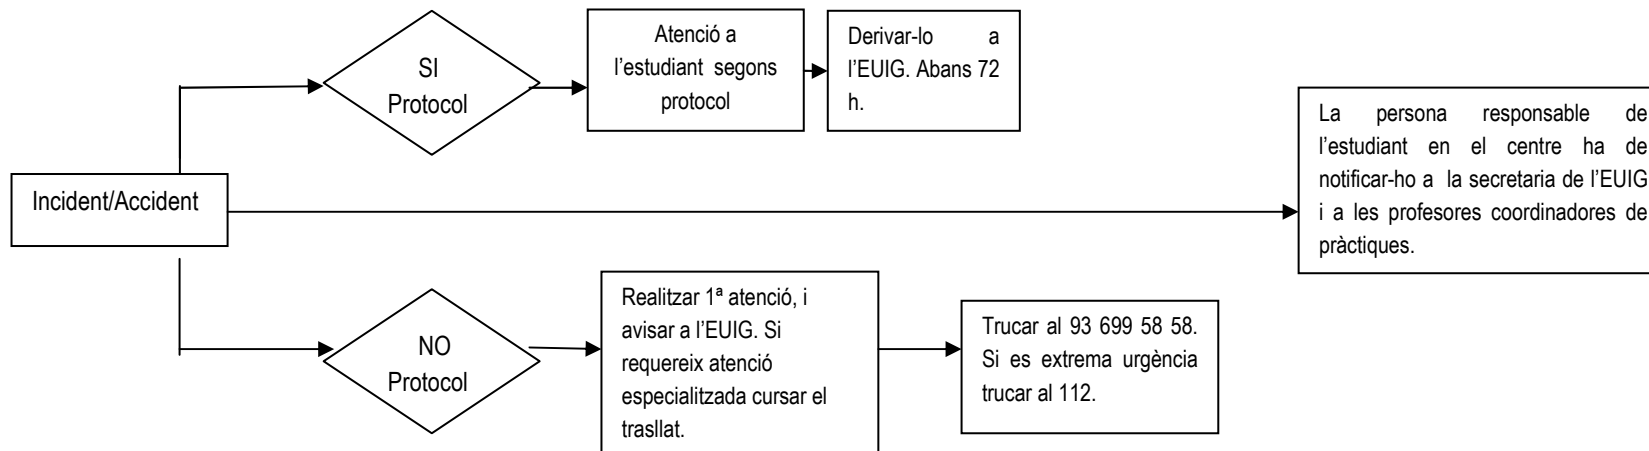 SI
Protocol
Atenció a
l'estudiant segons
protocol
Derivar-lo a
l'EUIG. Abans 72
h.
La persona responsable de
l'estudiant en el centre ha de
notificar-ho a la secretaria de l'EUIG
i a les profesores coordinadores de
pràctiques.
Incident/Accident
NO
Protocol
Realitzar 1ª atenció, i
avisar a l'EUIG. Si
requereix atenció
especialitzada cursar el
trasllat.
Trucar al 93 699 58 58.
Si es extrema urgència
trucar al 112.